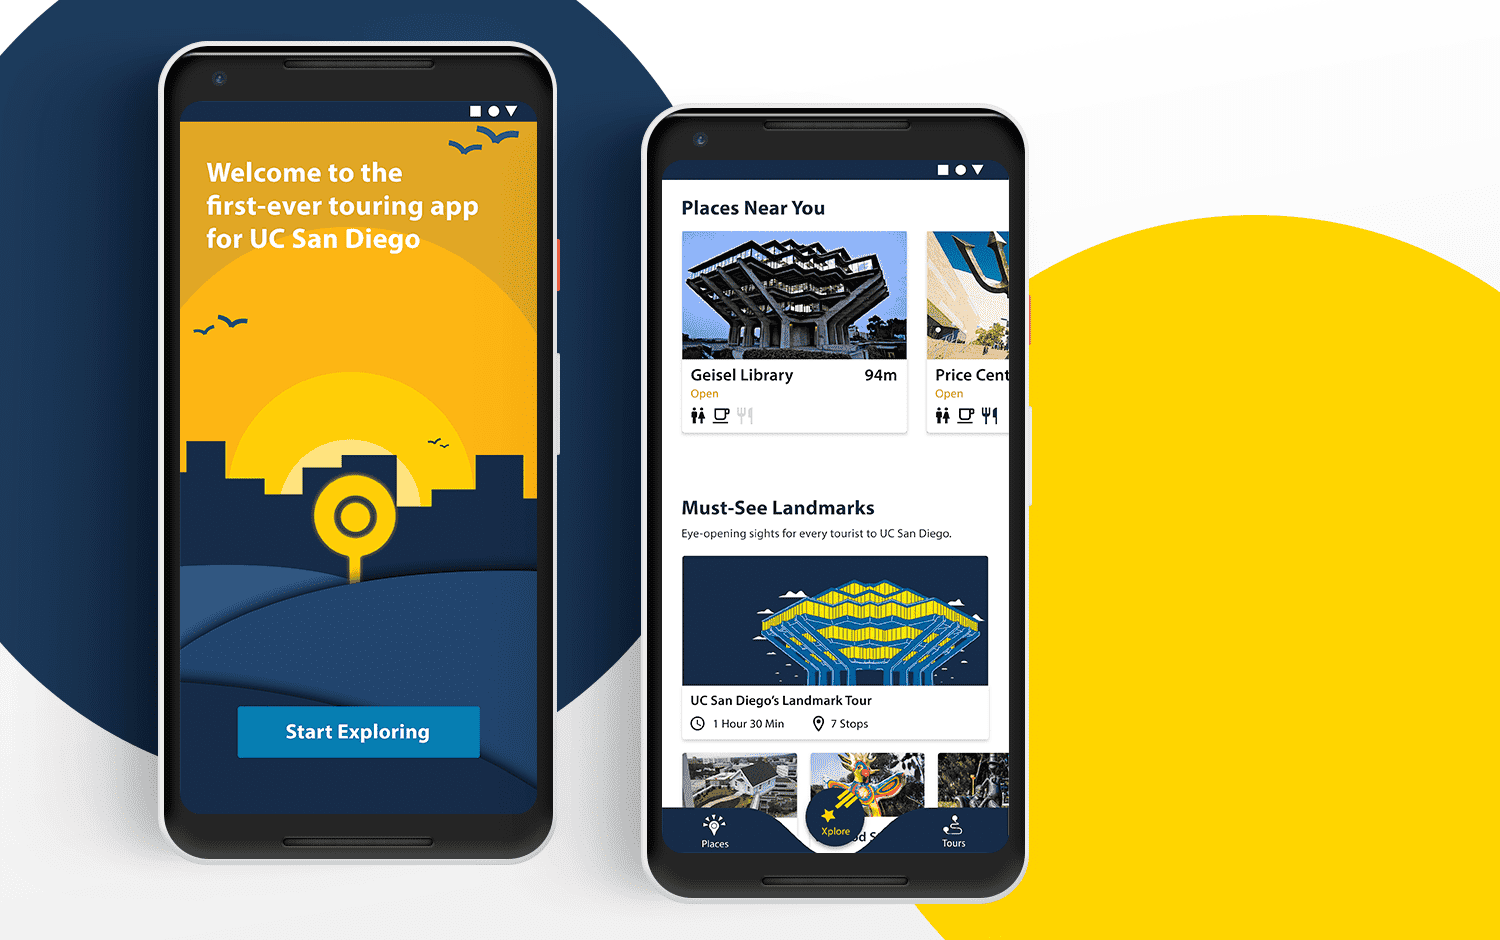 Welcome to the
first-ever touring app
for UC San Diego
Start Exploring
Places Near You
Geisel Library 94m
Open
Price Cent
Open
Must-See Landmarks
Eye-opening sights for every tourist to UC San Diego.
UC San Diego's Landmark Tour
1 Hour 30 Min 7 Stops
Places
Xplore
Tours